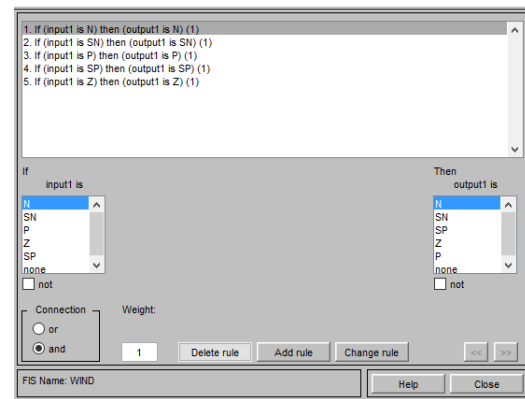 1. If (input1 is N) then (output1 is N) (1)
2. If (input1 is SN) then (output1 is SN) (1)
3. If (input1 is P) then (output1 is P) (1)
4. If (input1 is SP) then (output1 is SP) (1)
5. If (input1 is Z) then (output1 is Z) (1)
If
input1 is
N
SN
P
Z
SP
none
not
Then
output1 is
N
SN
SP
Z
P
none
not
Connection
or
and
Weight:
1
Delete rule
Add rule
Change rule
<<
>>
FIS Name: WIND
Help
Close